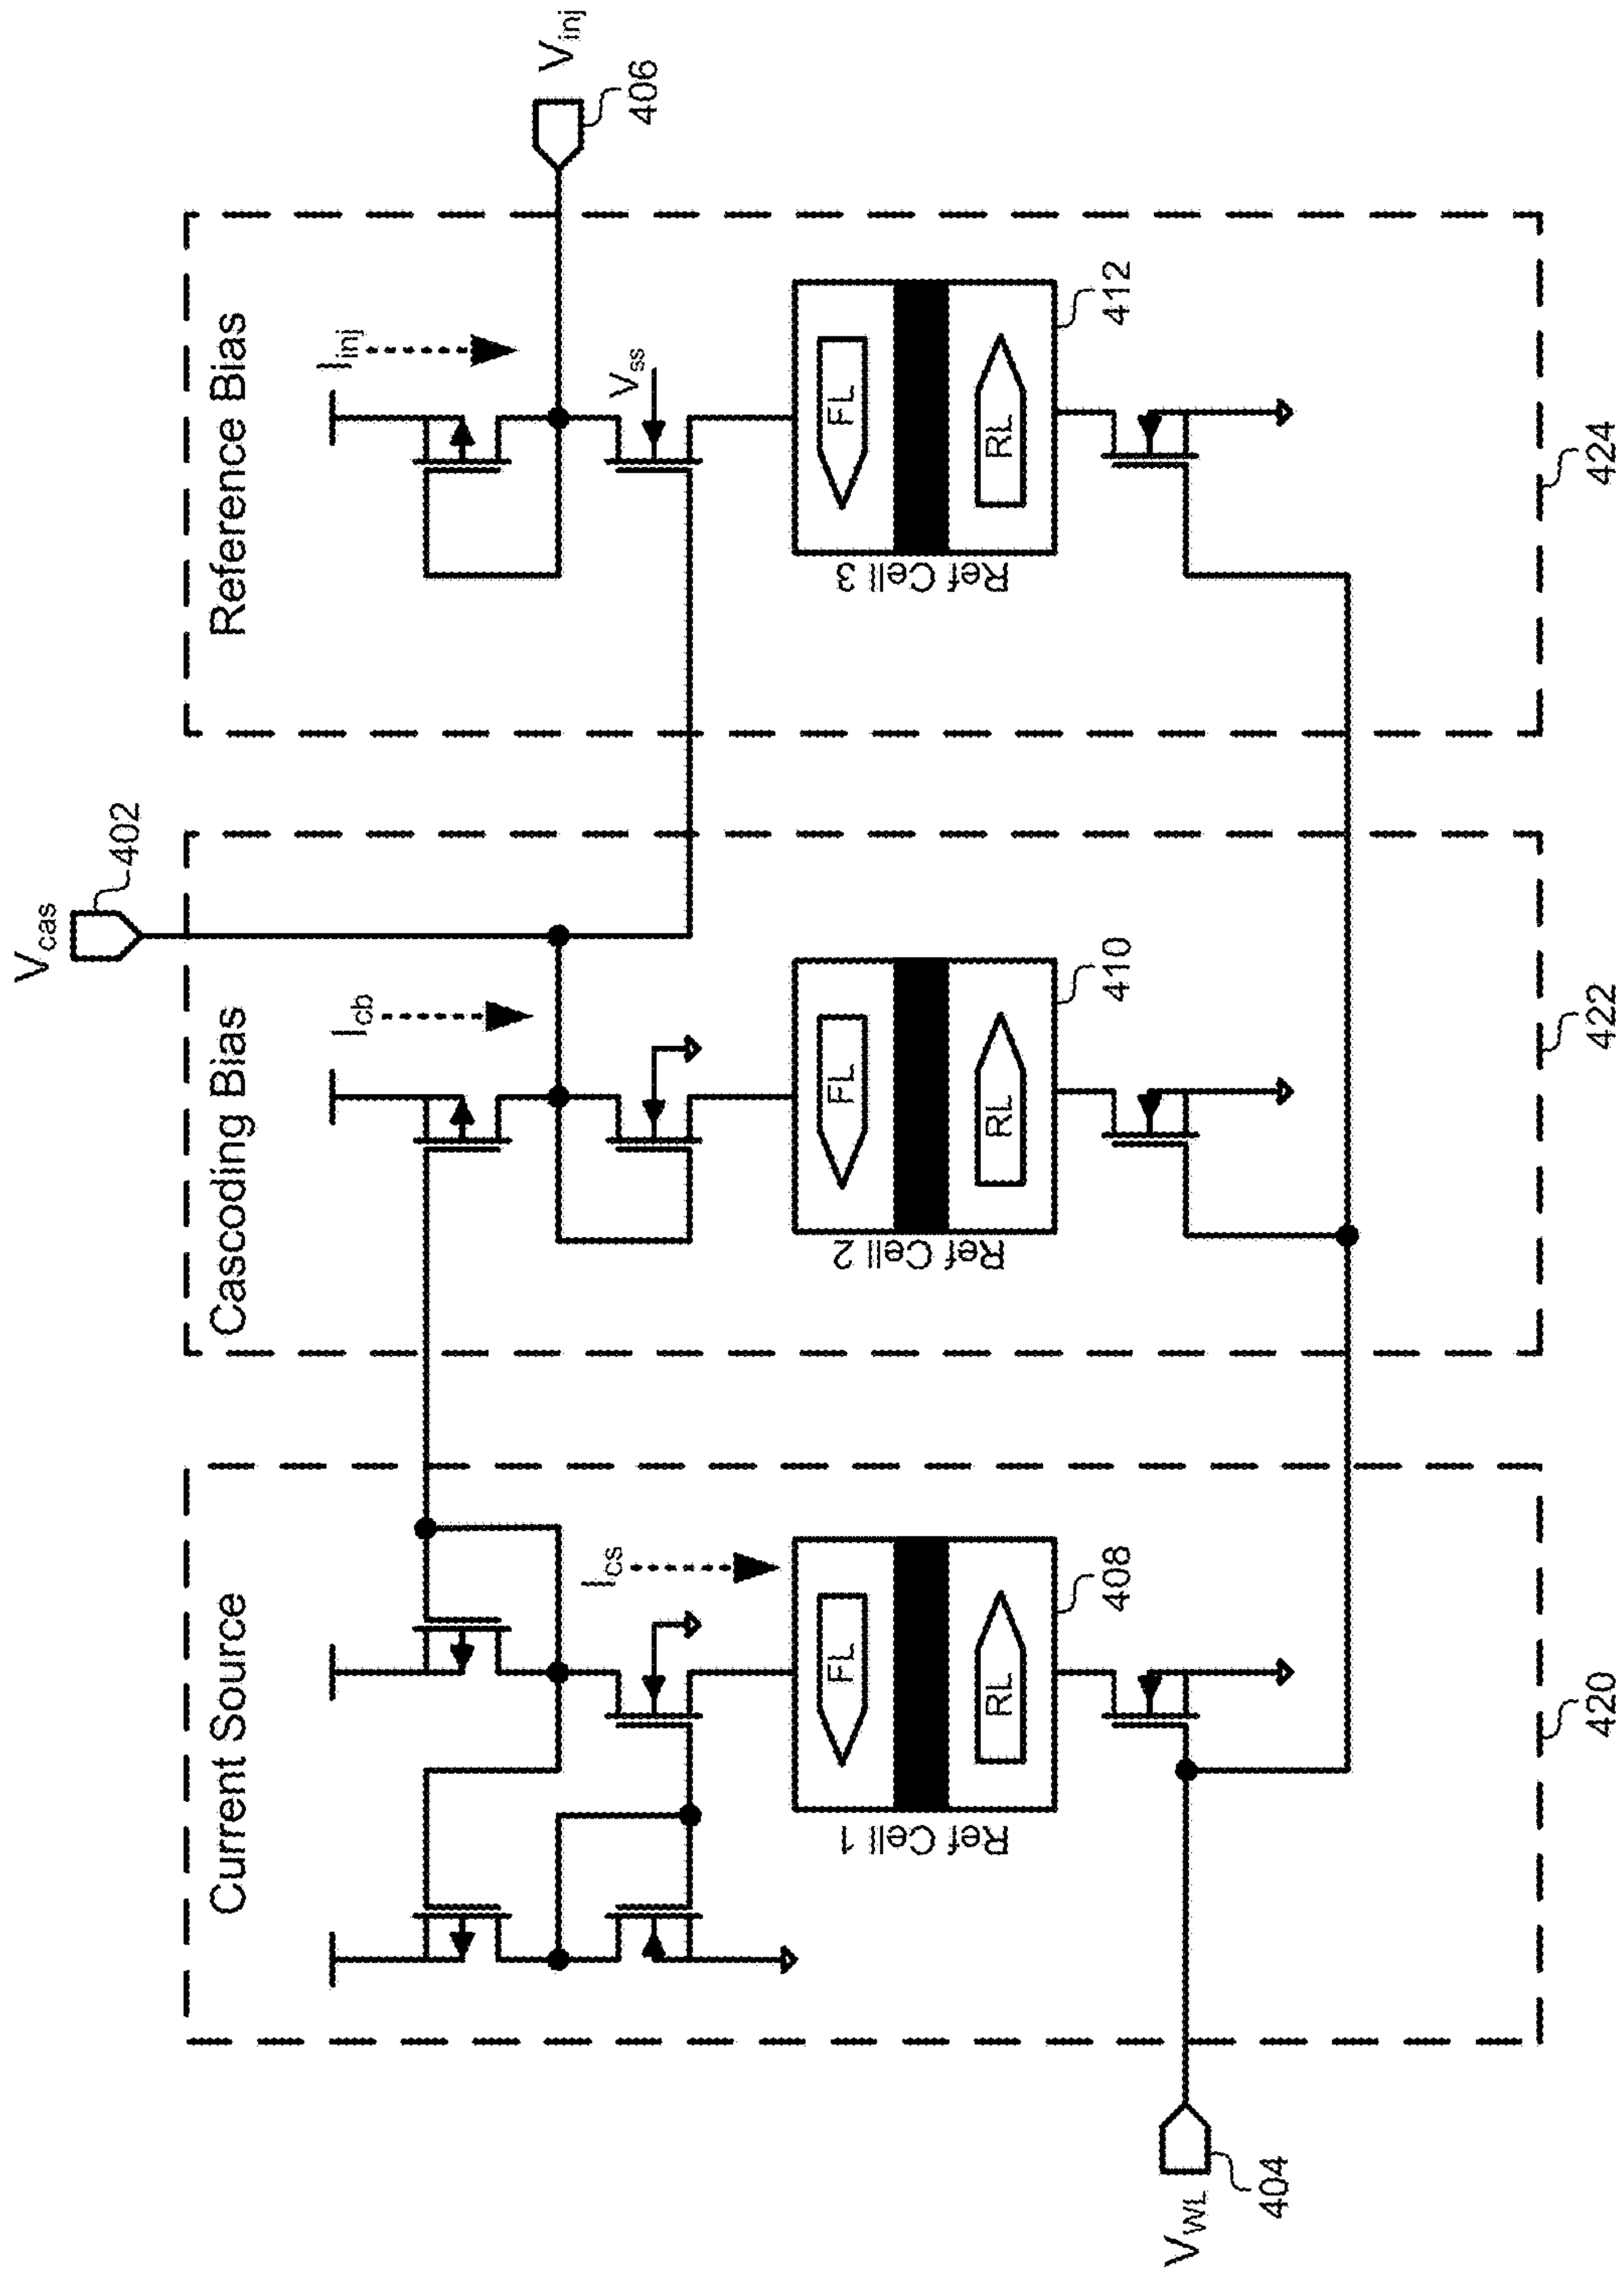 Current Source
Cascoding Bias
Reference Bias
Vcas
402
Vinj
406
Ics
Icb
Iinj
Vss
FL
RL
Ref Cell 1
408
FL
RL
Ref Cell 2
410
FL
RL
Ref Cell 3
412
VWL
404
420
422
424